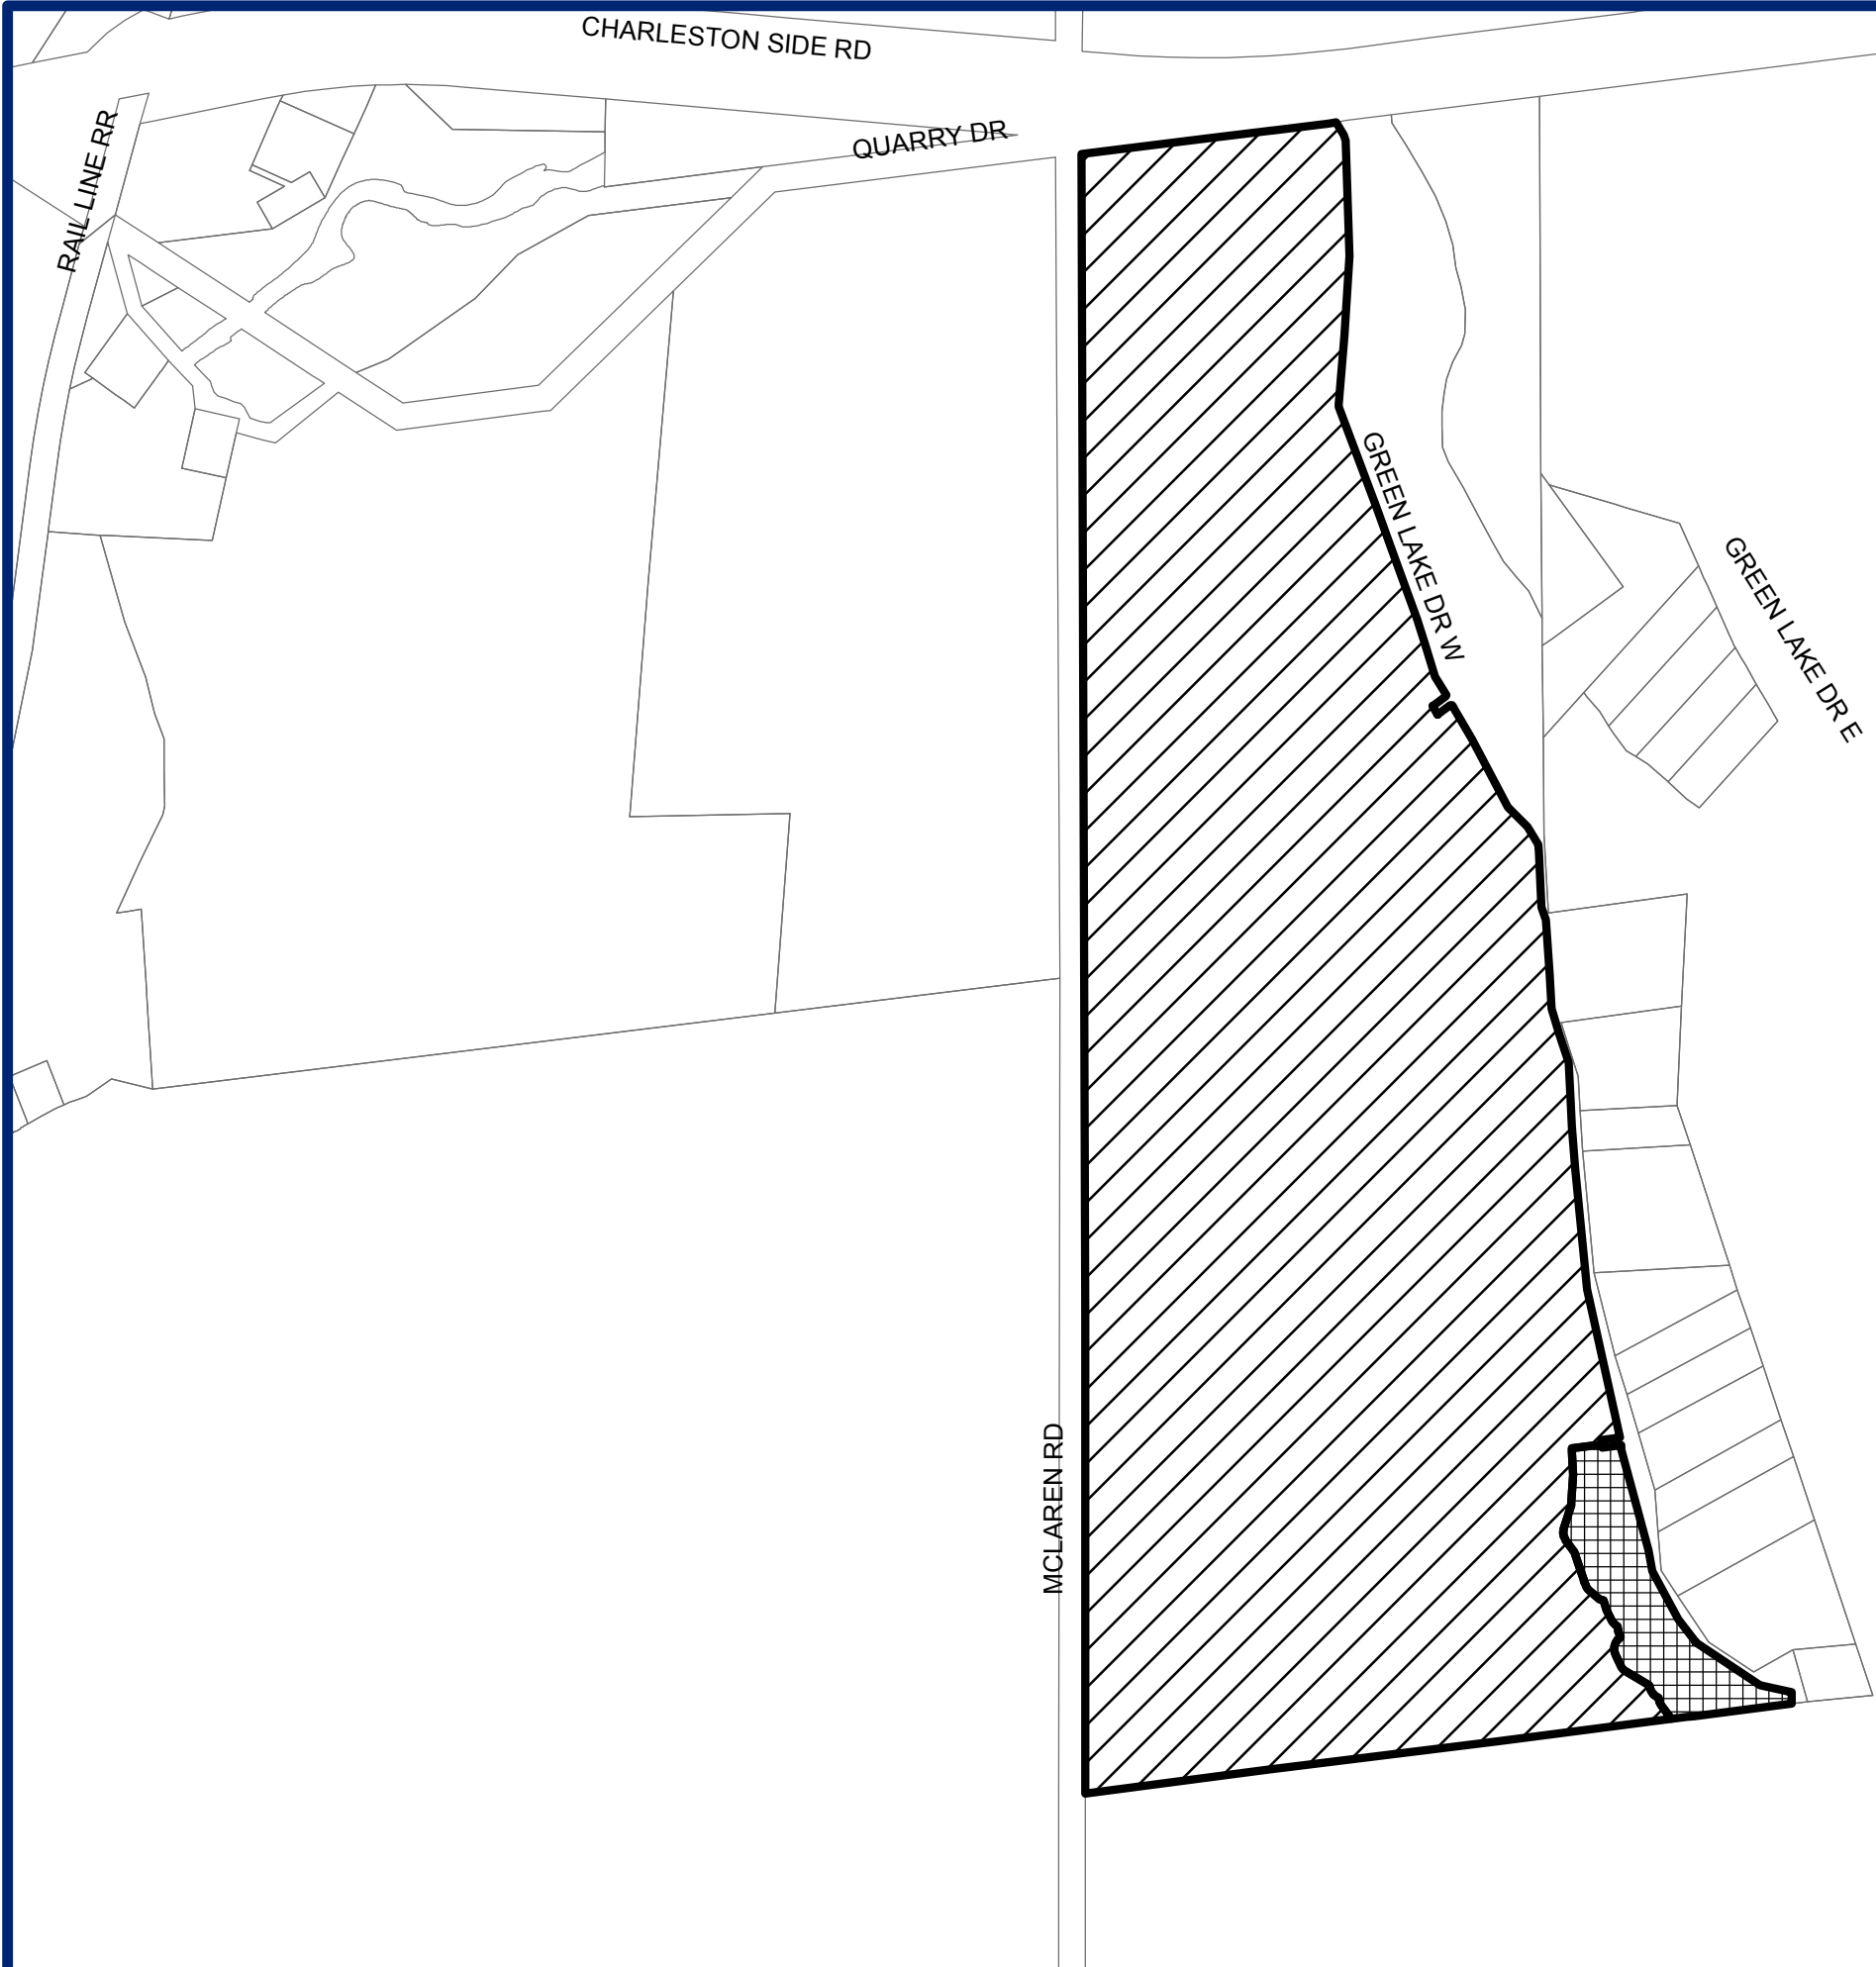 CHARLESTON SIDE RD
QUARRY DR
RAIL LINE RR
GREEN LAKE DR W
GREEN LAKE DR E
MCLAREN RD